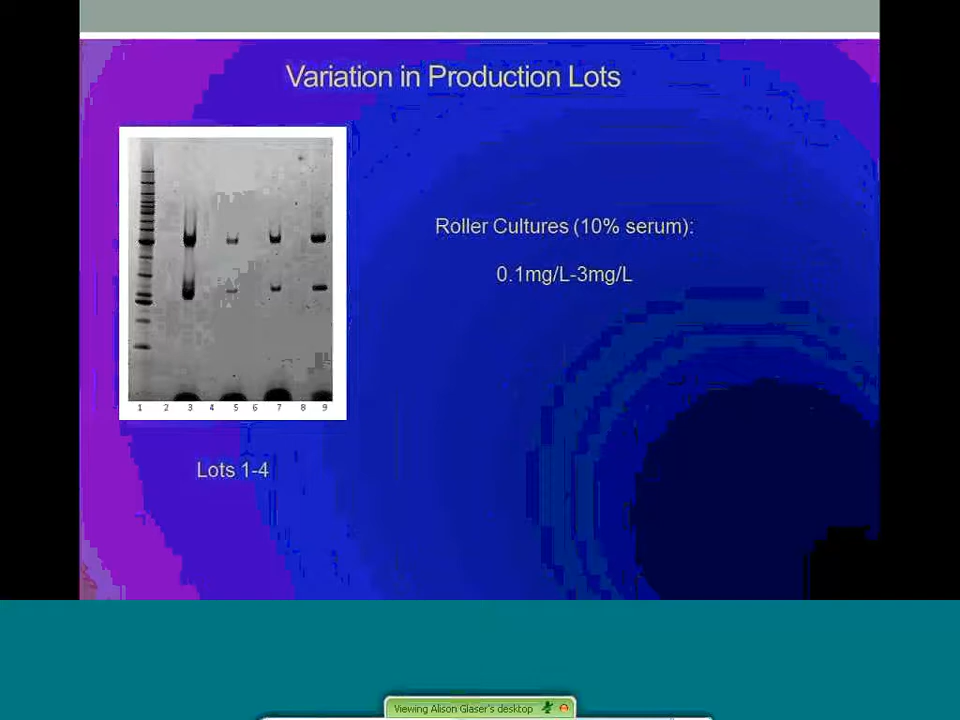 Variation in Production Lots
Roller Cultures (10% serum):
0.1mg/L-3mg/L
1 2 3 4 5 6 7 8 9
Lots 1-4
Viewing Alison Glaser's desktop